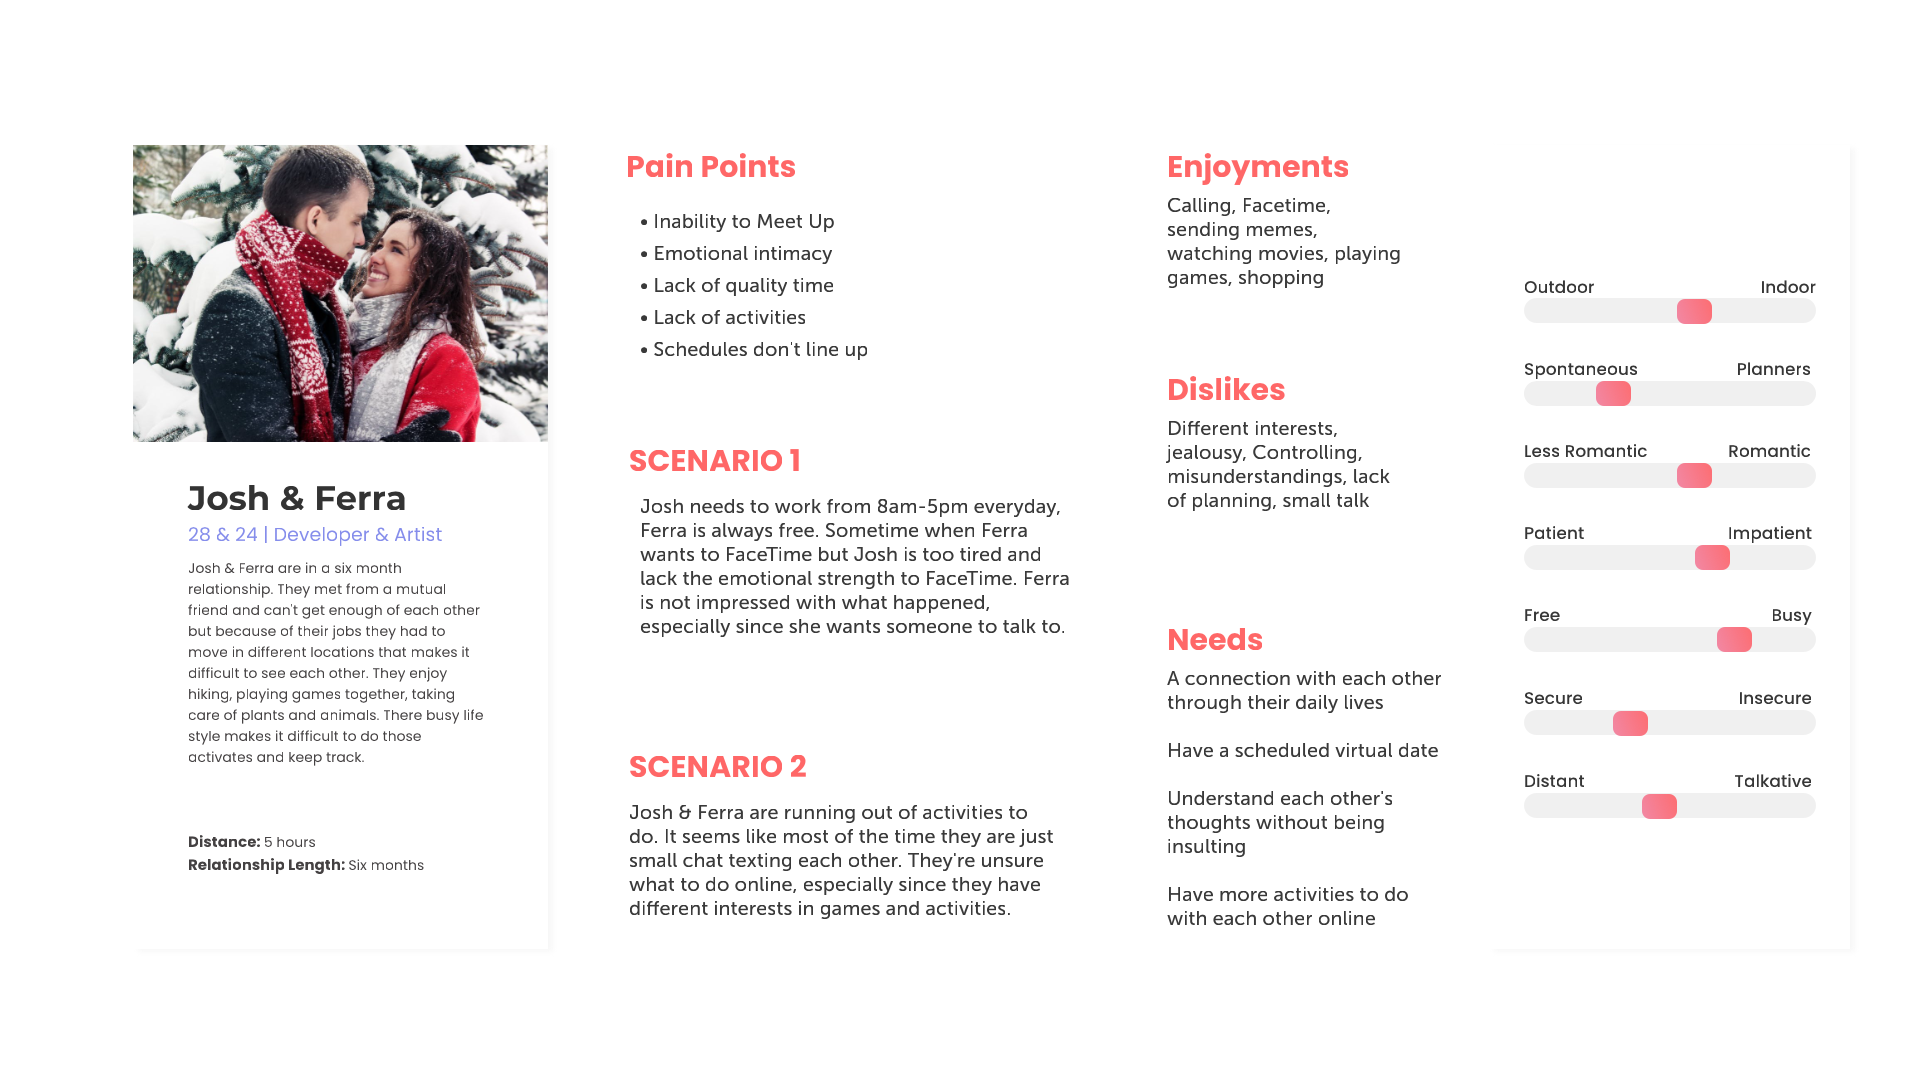 Josh & Ferra
28 & 24 | Developer & Artist
Josh & Ferra are in a six month
relationship. They met from a mutual
friend and can't get enough of each other
but because of their jobs they had to
move in different locations that makes it
difficult to see each other. They enjoy
hiking, playing games together, taking
care of plants and animals. There busy life
style makes it difficult to do those
activates and keep track.
Distance: 5 hours
Relationship Length: Six months
Pain Points
• Inability to Meet Up
• Emotional intimacy
• Lack of quality time
• Lack of activities
• Schedules don't line up
SCENARIO 1
Josh needs to work from 8am-5pm everyday,
Ferra is always free. Sometime when Ferra
wants to FaceTime but Josh is too tired and
lack the emotional strength to FaceTime. Ferra
is not impressed with what happened,
especially since she wants someone to talk to.
SCENARIO 2
Josh & Ferra are running out of activities to
do. It seems like most of the time they are just
small chat texting each other. They're unsure
what to do online, especially since they have
different interests in games and activities.
Enjoyments
Calling, Facetime,
sending memes,
watching movies, playing
games, shopping
Dislikes
Different interests,
jealousy, Controlling,
misunderstandings, lack
of planning, small talk
Needs
A connection with each other
through their daily lives
Have a scheduled virtual date
Understand each other's
thoughts without being
insulting
Have more activities to do
with each other online
Outdoor Indoor
Spontaneous Planners
Less Romantic Romantic
Patient Impatient
Free Busy
Secure Insecure
Distant Talkative